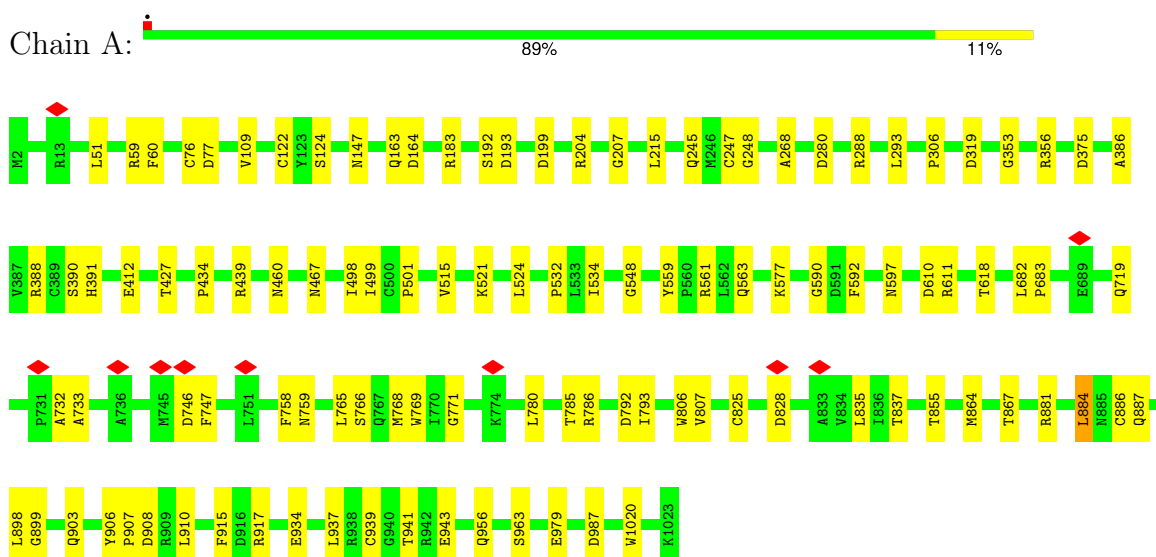 Chain A:
89% 11%
M2 R13 L51 R59 F60 C76 D77 V109 C122 Y123 S124 N147 Q163 D164 R183 S192 D193 D199 R204 G207 L215 Q245 M246 C247 G248 A268 D280 R288 L293 P306 D319 G353 R356 D375 A386
V387 R388 C389 S390 H391 E412 T427 P434 R439 N460 N467 I498 I499 C500 P501 V515 K521 L524 P532 L533 I534 G548 Y559 P560 R561 L562 Q563 K577 G590 D591 F592 N597 D610 R611 T618 L682 P683 E689 Q719
P731 A732 A733 A736 M745 D746 F747 L751 F758 N759 L765 S766 Q767 M768 W769 I770 G771 K774 L780 T785 R786 D792 I793 W806 V807 C825 D828 A833 V834 L835 I836 T837 T855 M864 T867 R881 L884 N885 C886 Q887
L898 G899 Q903 Y906 P907 D908 R909 L910 F915 D916 R917 E934 L937 R938 C939 G940 T941 R942 E943 Q956 S963 E979 D987 W1020 K1023